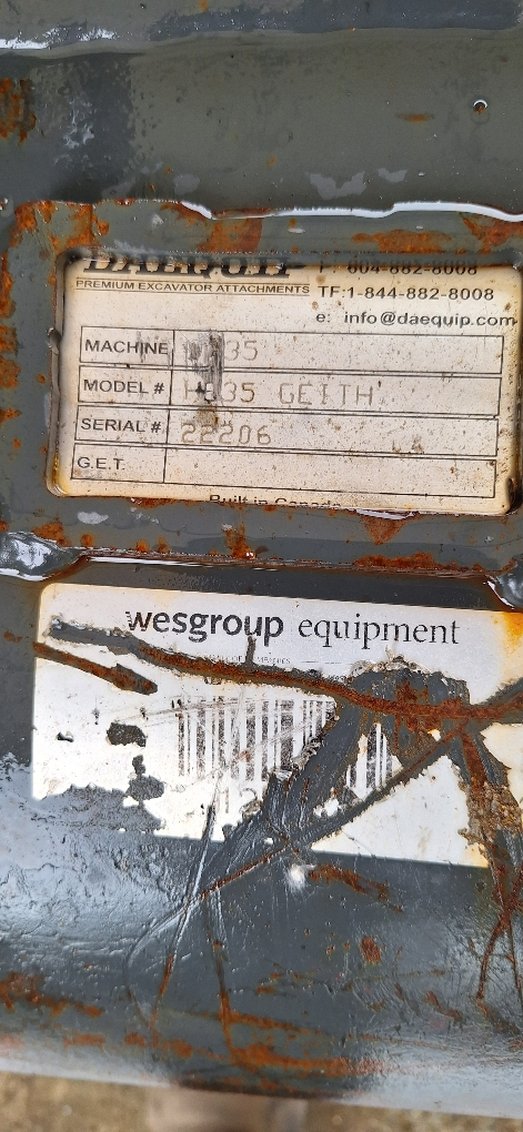 PREMIUM EXCAVATOR ATTACHMENTS
P: 604-882-8008
TF:1-844-882-8008
e: info@daequip.com
MACHINE 35
MODEL # 35 GEITH
SERIAL # 22206
G.E.T.
Built in Canada
wesgroup equipment